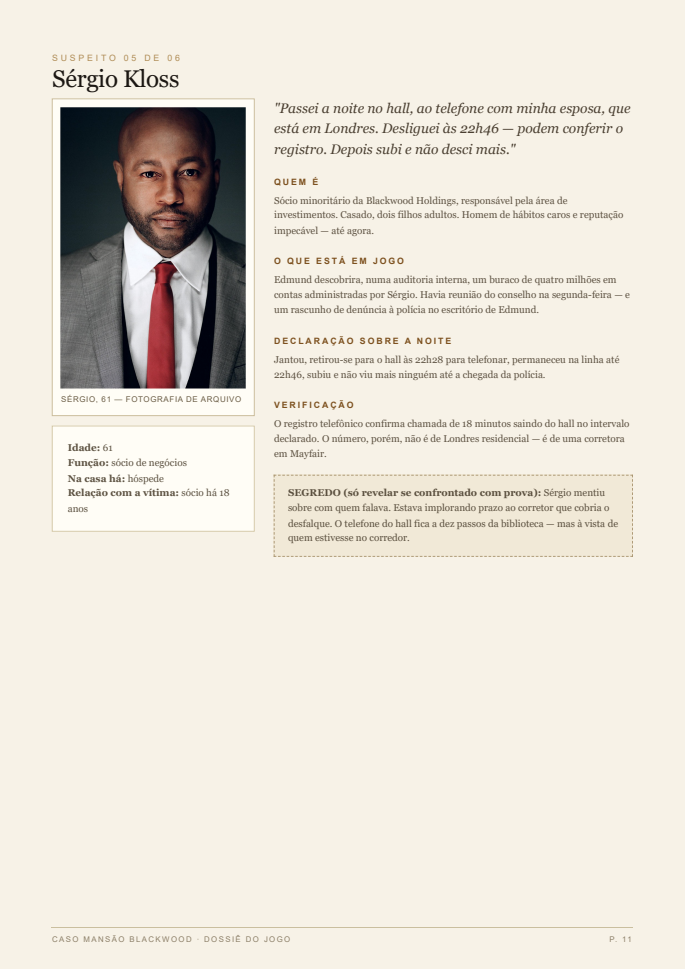 SUSPEITO 05 DE 06
Sérgio Kloss
SÉRGIO, 61 — FOTOGRAFIA DE ARQUIVO
Idade: 61
Função: sócio de negócios
Na casa há: hóspede
Relação com a vítima: sócio há 18
anos
"Passei a noite no hall, ao telefone com minha esposa, que
está em Londres. Desliguei às 22h46 — podem conferir o
registro. Depois subi e não desci mais."
QUEM É
Sócio minoritário da Blackwood Holdings, responsável pela área de
investimentos. Casado, dois filhos adultos. Homem de hábitos caros e reputação
impecável — até agora.
O QUE ESTÁ EM JOGO
Edmund descobrira, numa auditoria interna, um buraco de quatro milhões em
contas administradas por Sérgio. Havia reunião do conselho na segunda-feira — e
um rascunho de denúncia à polícia no escritório de Edmund.
DECLARAÇÃO SOBRE A NOITE
Jantou, retirou-se para o hall às 22h28 para telefonar, permaneceu na linha até
22h46, subiu e não viu mais ninguém até a chegada da polícia.
VERIFICAÇÃO
O registro telefônico confirma chamada de 18 minutos saindo do hall no intervalo
declarado. O número, porém, não é de Londres residencial — é de uma corretora
em Mayfair.
SEGREDO (só revelar se confrontado com prova): Sérgio mentiu
sobre com quem falava. Estava implorando prazo ao corretor que cobria o
desfalque. O telefone do hall fica a dez passos da biblioteca — mas à vista de
quem estivesse no corredor.
CASO MANSÃO BLACKWOOD · DOSSIÊ DO JOGO
P. 11